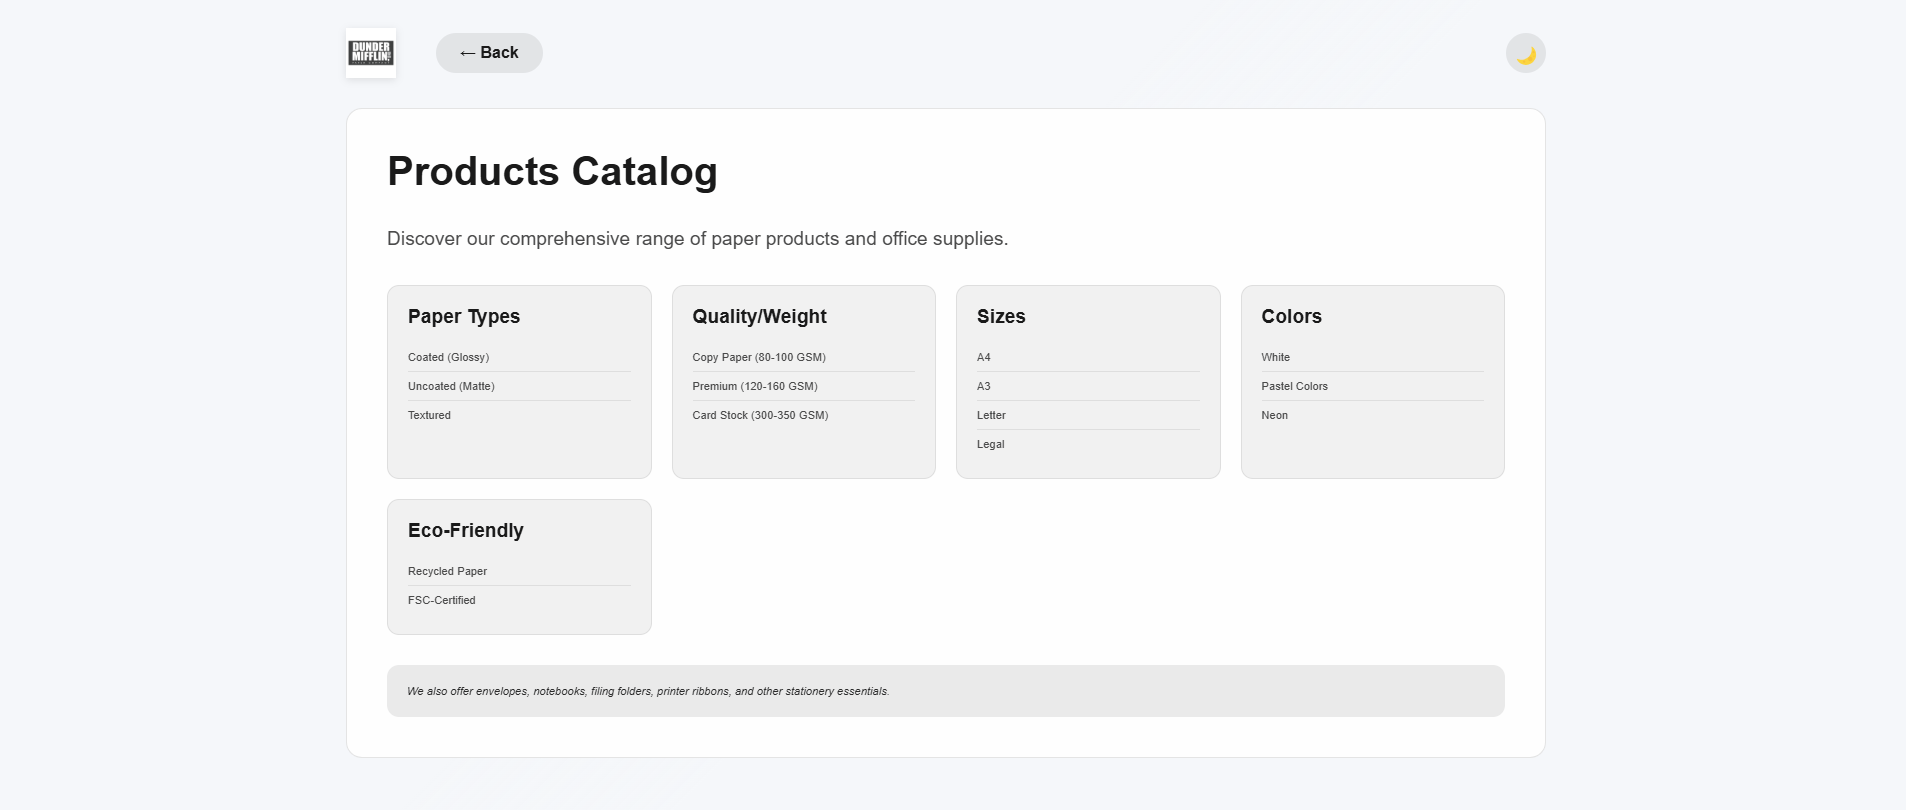 DUNDER
MIFFLIN
← Back
Products Catalog
Discover our comprehensive range of paper products and office supplies.
Paper Types
Coated (Glossy)
Uncoated (Matte)
Textured
Quality/Weight
Copy Paper (80-100 GSM)
Premium (120-160 GSM)
Card Stock (300-350 GSM)
Sizes
A4
A3
Letter
Legal
Colors
White
Pastel Colors
Neon
Eco-Friendly
Recycled Paper
FSC-Certified
We also offer envelopes, notebooks, filing folders, printer ribbons, and other stationery essentials.